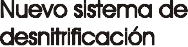 Nuevo sistema de
desnitrificación